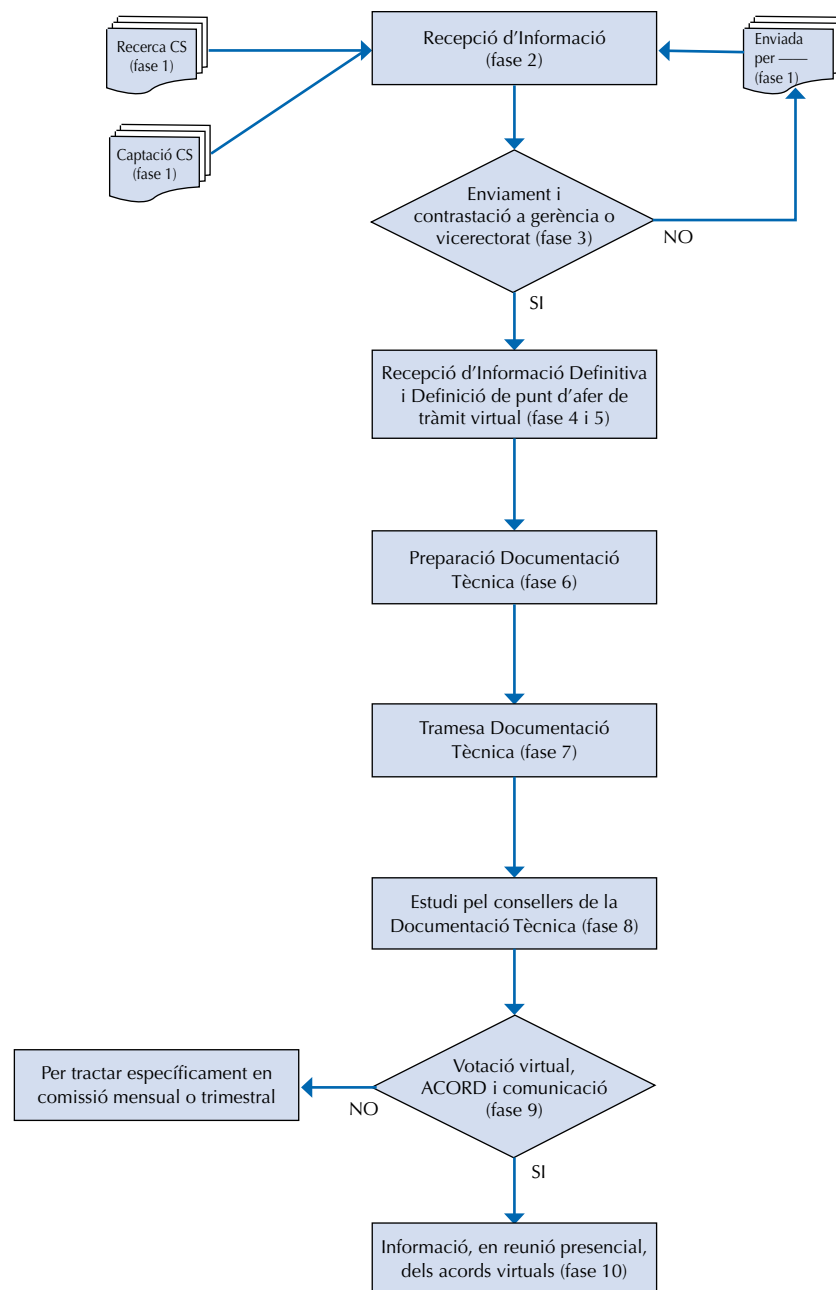 Recerca CS
(fase 1)
Recepció d’Informació
(fase 2)
Enviada
per ——
(fase 1)
Captació CS
(fase 1)
Enviament i
contrastació a gerència o
vicerectorat (fase 3)
NO
SI
Recepció d’Informació Definitiva
i Definició de punt d’afer de
tràmit virtual (fase 4 i 5)
Preparació Documentació
Tècnica (fase 6)
Tramesa Documentació
Tècnica (fase 7)
Estudi pel consellers de la
Documentació Tècnica (fase 8)
Votació virtual,
ACORD i comunicació
(fase 9)
Per tractar específicament en
comissió mensual o trimestral
NO
SI
Informació, en reunió presencial,
dels acords virtuals (fase 10)